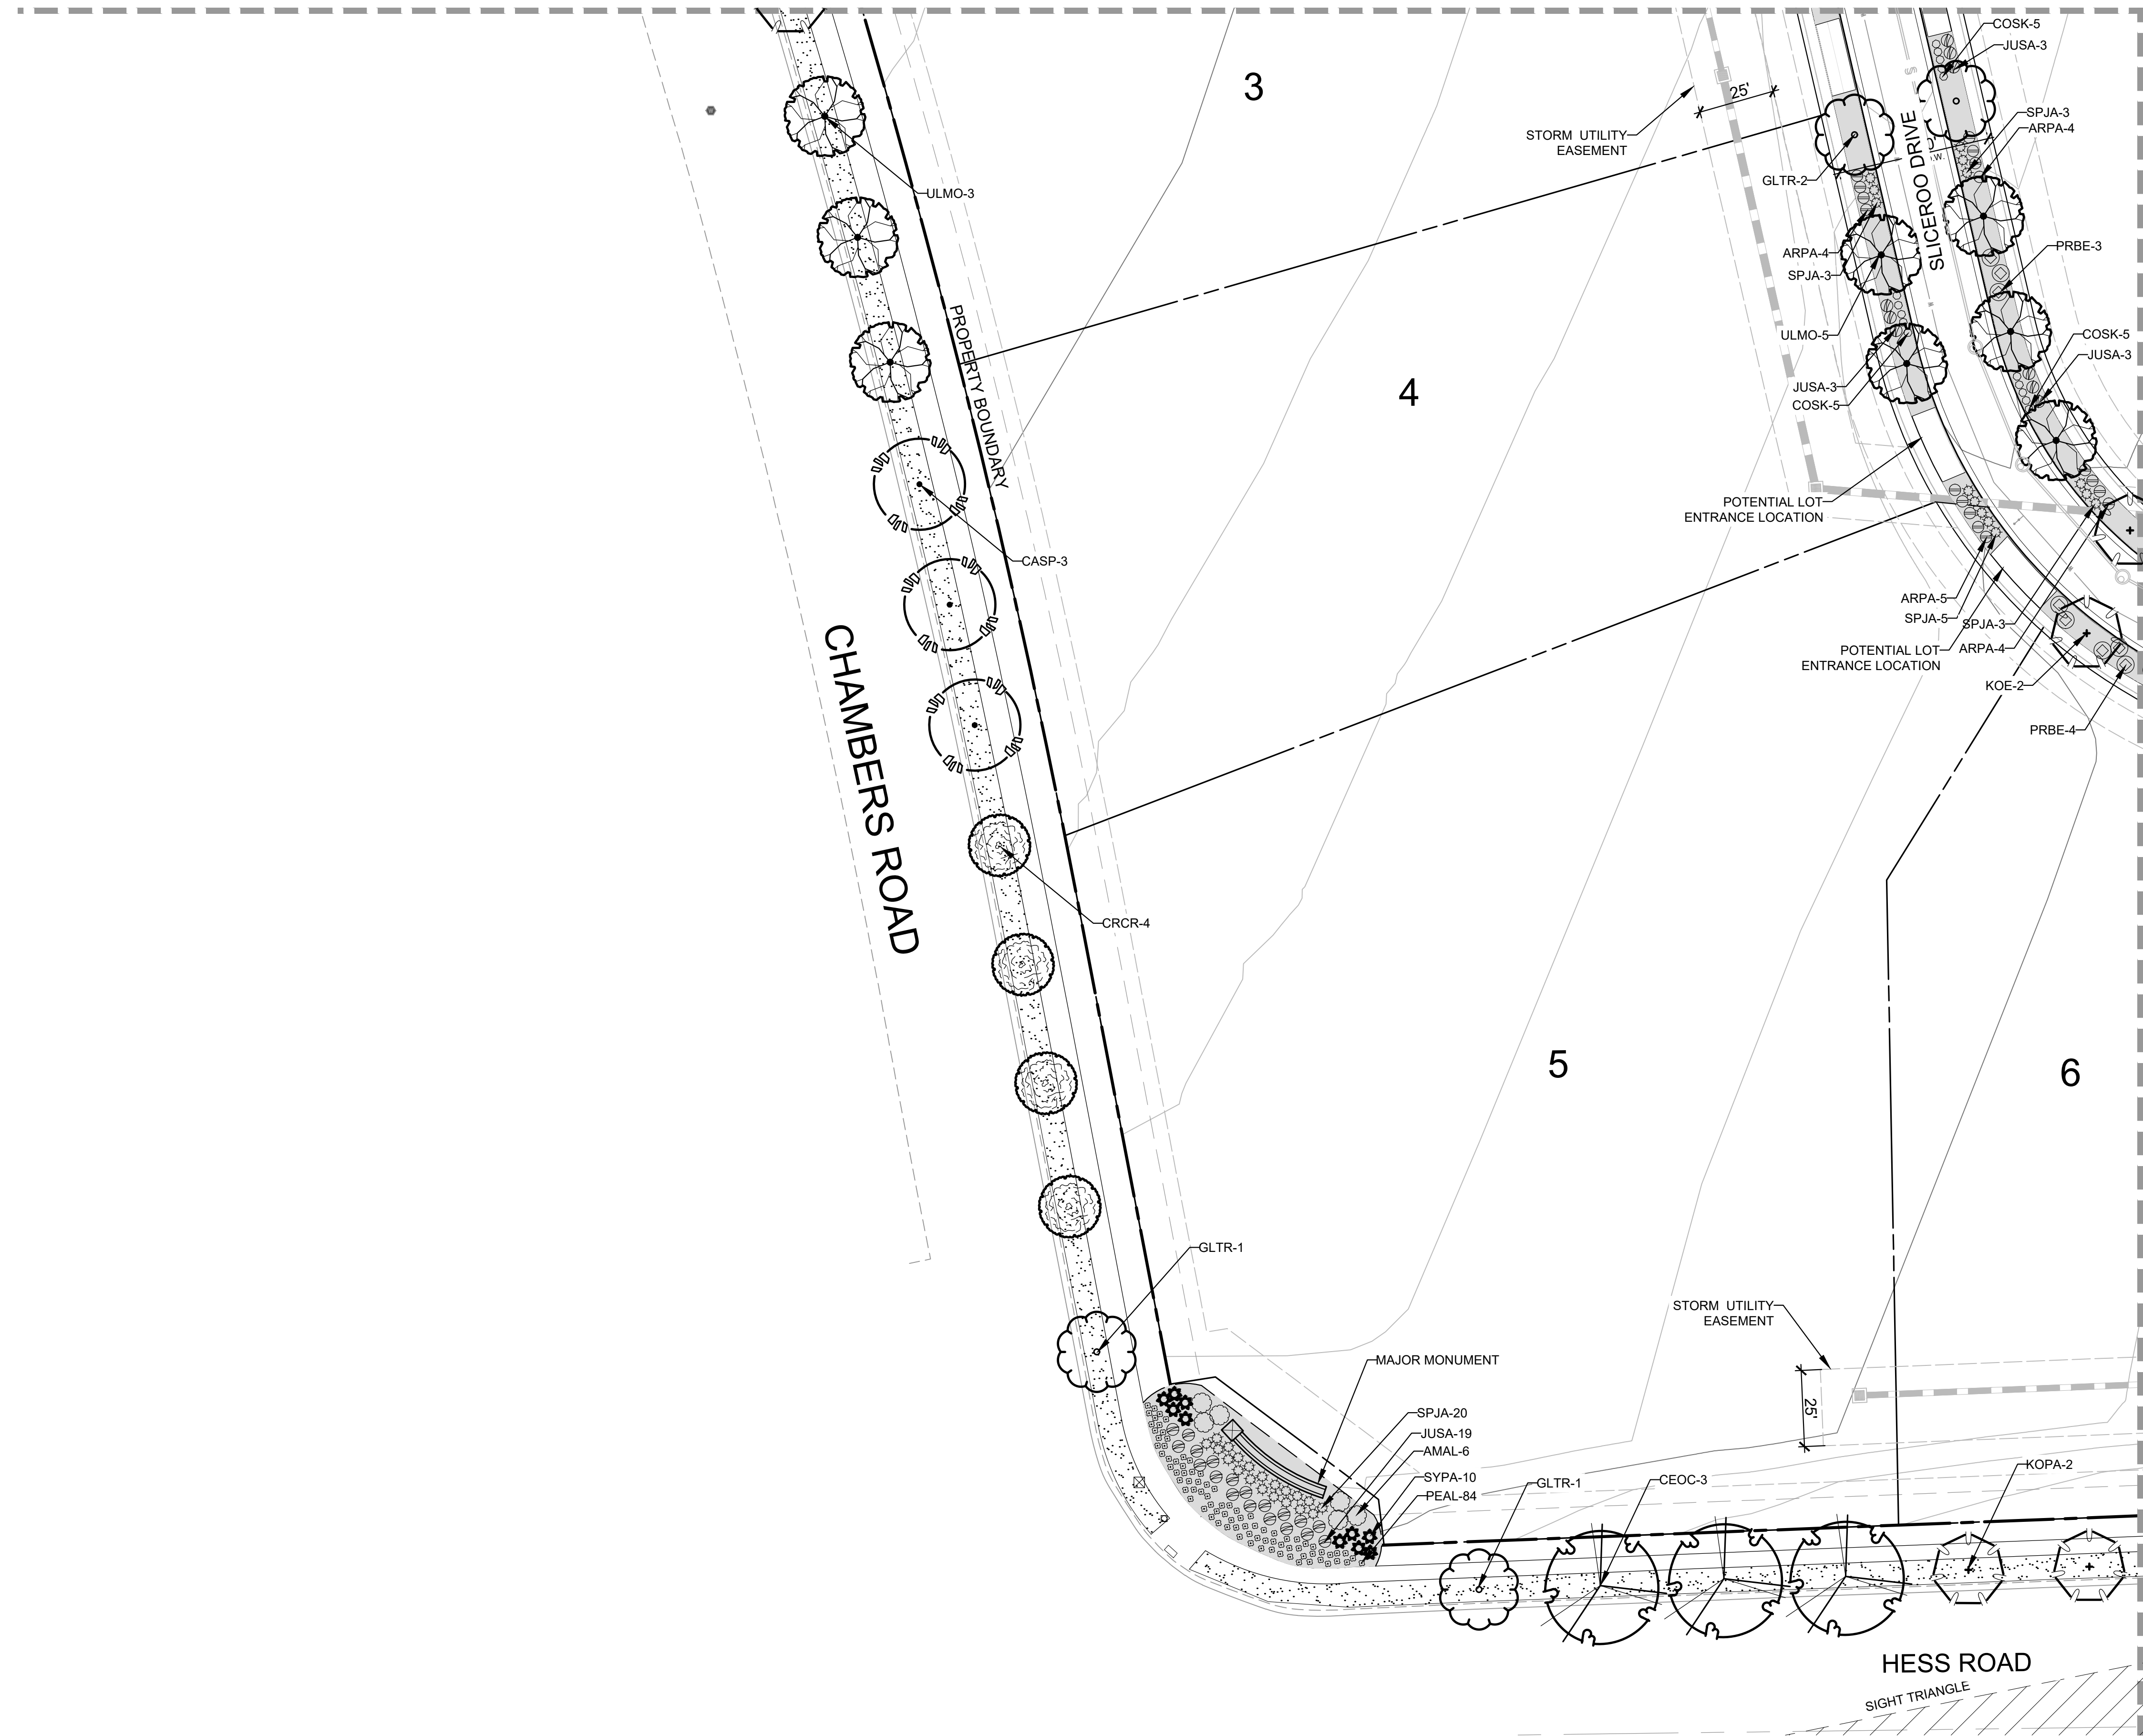 COSK-5
JUSA-3
3
25'
STORM UTILITY
EASEMENT
SPJA-3
ARPA-4
SLICEROO DRIVE
GLTR-2
ULMO-3
ARPA-4
SPJA-3
PRBE-3
ULMO-5
COSK-5
JUSA-3
PROPERTY BOUNDARY
4
JUSA-3
COSK-5
POTENTIAL LOT
ENTRANCE LOCATION
CASP-3
ARPA-5
SPJA-5
SPJA-3
POTENTIAL LOT
ENTRANCE LOCATION
ARPA-4
KOE-2
PRBE-4
CHAMBERS ROAD
CRCR-4
5
6
GLTR-1
STORM UTILITY
EASEMENT
25'
MAJOR MONUMENT
SPJA-20
JUSA-19
AMAL-6
SYPA-10
PEAL-84
GLTR-1
CEOC-3
KOPA-2
HESS ROAD
SIGHT TRIANGLE